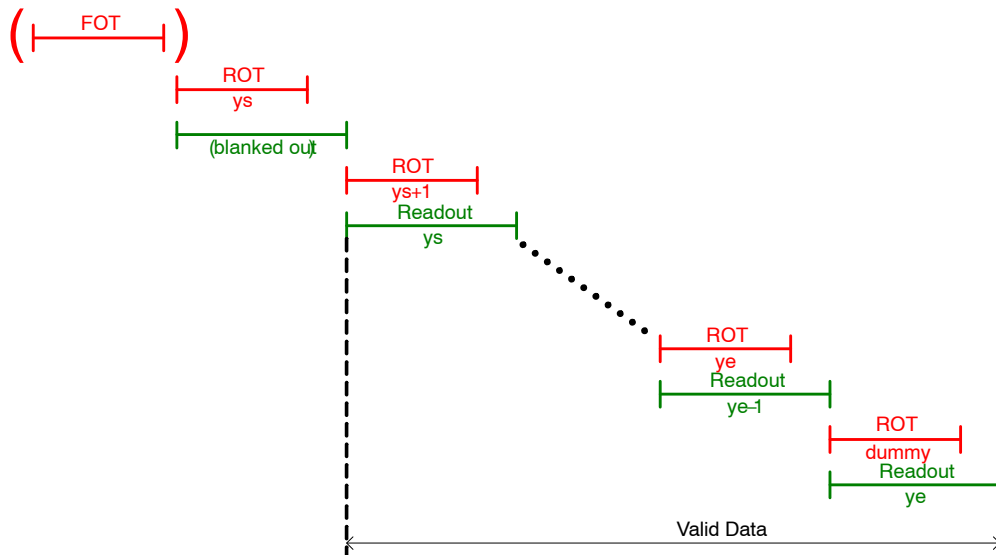 ( FOT )
ROT
ys
(blanked out)
ROT
ys+1
Readout
ys
ROT
ye
Readout
ye−1
ROT
dummy
Readout
ye
Valid Data